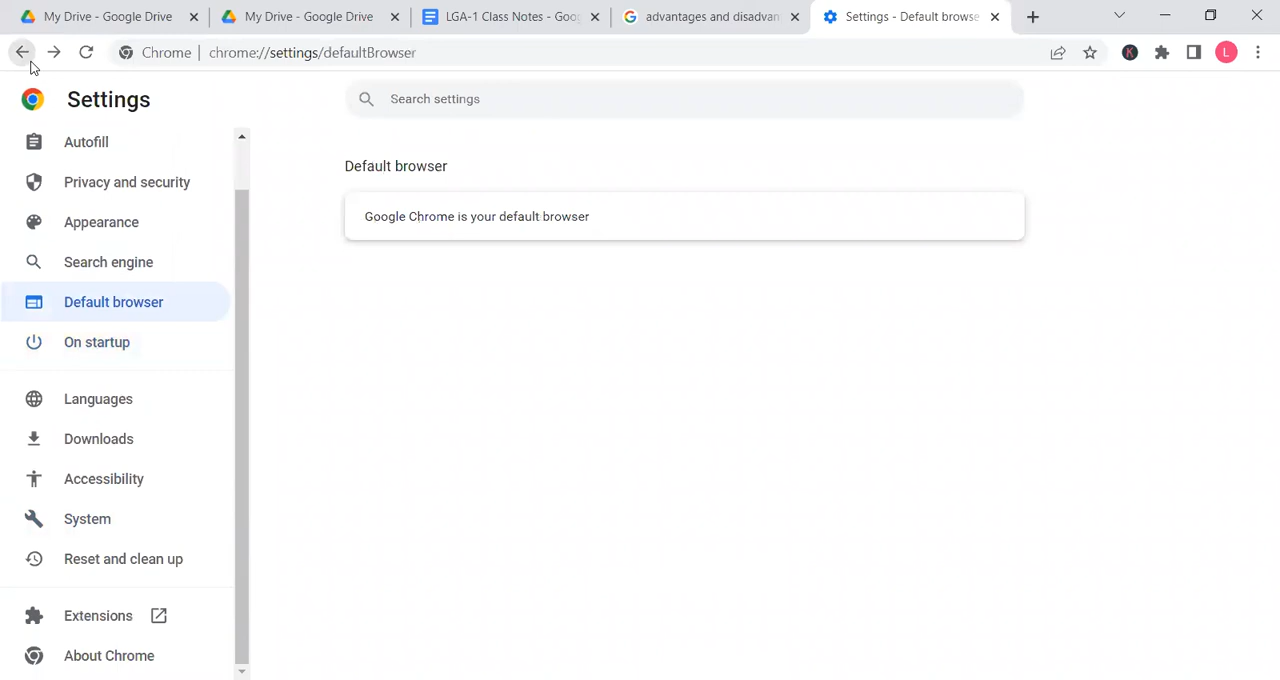 My Drive - Google Drive
My Drive - Google Drive
LGA-1 Class Notes - Goog
advantages and disadvan
Settings - Default browse
Chrome | chrome://settings/defaultBrowser
K
L
Settings
Search settings
Autofill
Privacy and security
Appearance
Search engine
Default browser
On startup
Languages
Downloads
Accessibility
System
Reset and clean up
Extensions
About Chrome
Default browser
Google Chrome is your default browser